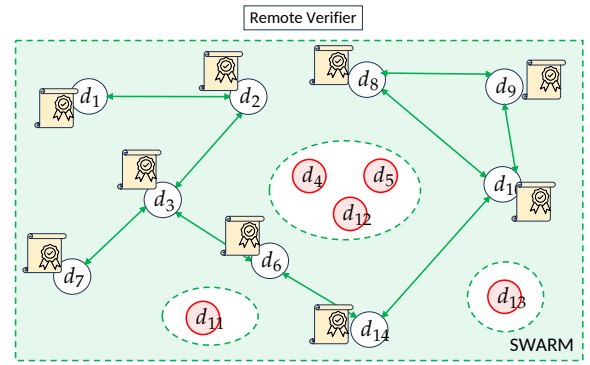 Remote Verifier
d8
d9
d1
d2
d4
d5
d10
d12
d3
d6
d7
d13
d11
d14
SWARM